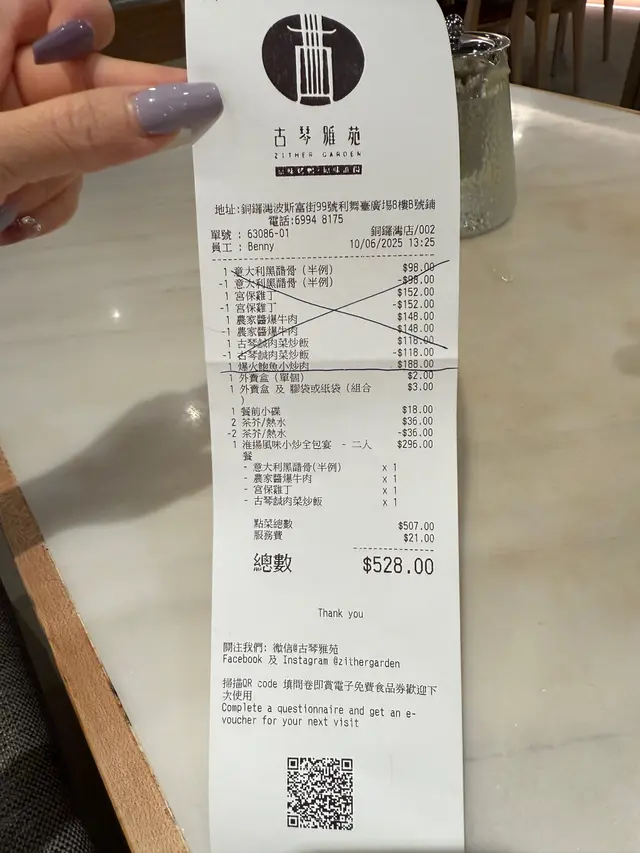 古琴雅苑
ZITHER GARDEN
地址:銅鑼灣波斯富街99號利舞臺廣場8樓B號鋪
電話:6994 8175
單號 : 63086-01 銅鑼灣店/002
員工 : Benny 10/06/2025 13:25
1 意大利黑醋骨 (半例) $98.00
-1 意大利黑醋骨 (半例) -$98.00
1 宮保雞丁 $152.00
-1 宮保雞丁 -$152.00
1 農家醬爆牛肉 $148.00
-1 農家醬爆牛肉 -$148.00
1 古琴鹹肉菜炒飯 $118.00
-1 古琴鹹肉菜炒飯 -$118.00
1 爆火鮑魚小炒肉 $188.00
1 外賣盒 (單個) $2.00
1 外賣盒 及 膠袋或紙袋 (組合 $3.00
)
1 餐前小碟 $18.00
2 茶芥/熱水 $36.00
-2 茶芥/熱水 -$36.00
1 淮揚風味小炒全包宴 - 二人 $296.00
餐
- 意大利黑醋骨(半例) x 1
- 農家醬爆牛肉 x 1
- 宮保雞丁 x 1
- 古琴鹹肉菜炒飯 x 1
點菜總數 $507.00
服務費 $21.00
總數 $528.00
Thank you
關注我們: 微信@古琴雅苑
Facebook 及 Instagram @zithergarden
掃描QR code 填問卷即賞電子免費食品券歡迎下
次使用
Complete a questionnaire and get an e-
voucher for your next visit